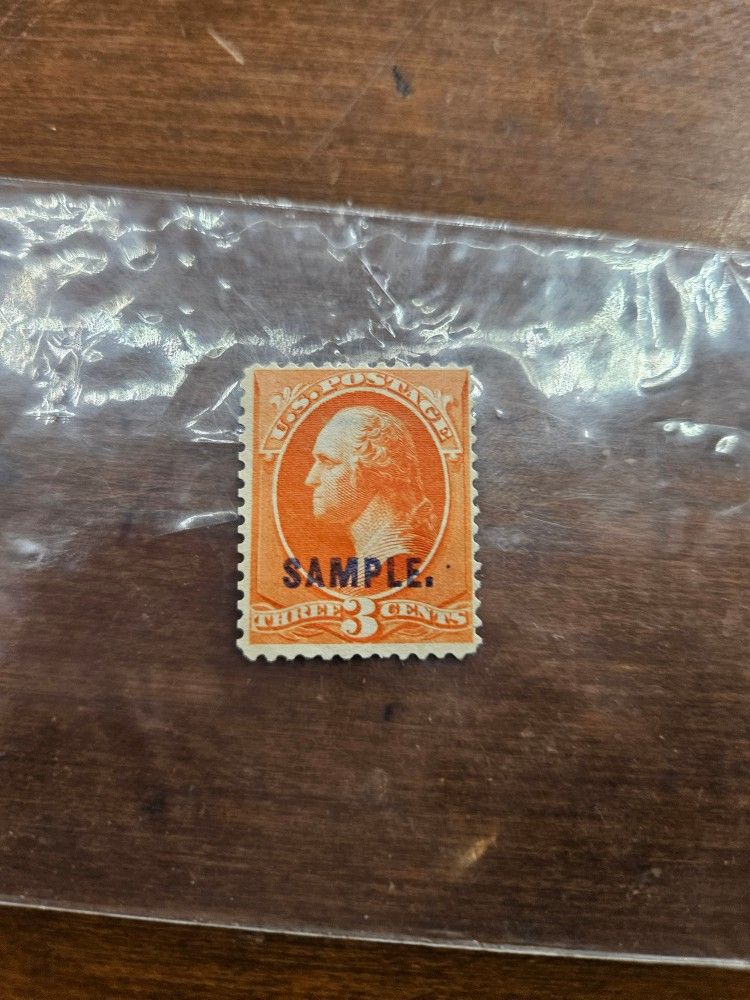 U.S. POSTAGE
SAMPLE.
THREE 3 CENTS